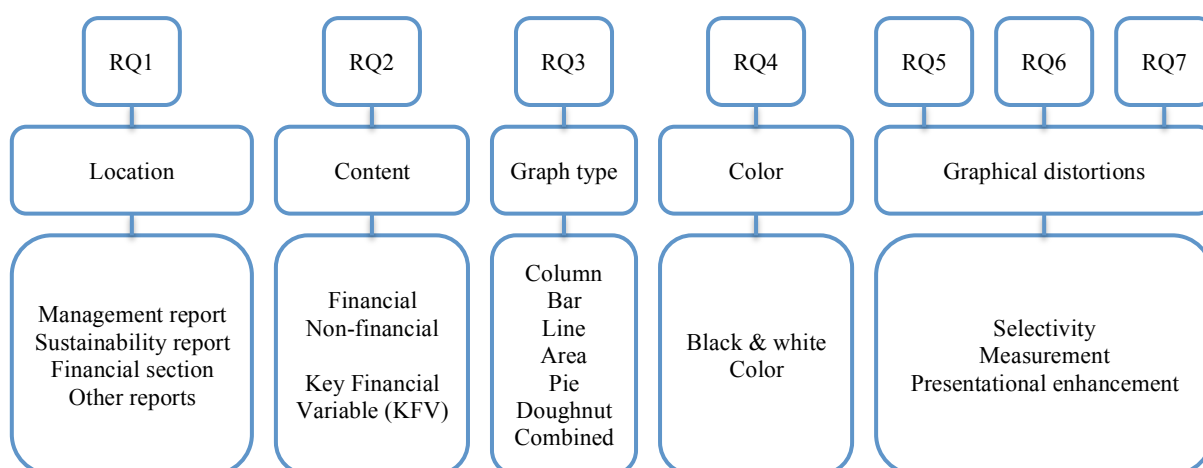 RQ1
RQ2
RQ3
RQ4
RQ5
RQ6
RQ7
Location
Content
Graph type
Color
Graphical distortions
Management report
Sustainability report
Financial section
Other reports
Financial
Non-financial
Key Financial
Variable (KFV)
Column
Bar
Line
Area
Pie
Doughnut
Combined
Black & white
Color
Selectivity
Measurement
Presentational enhancement